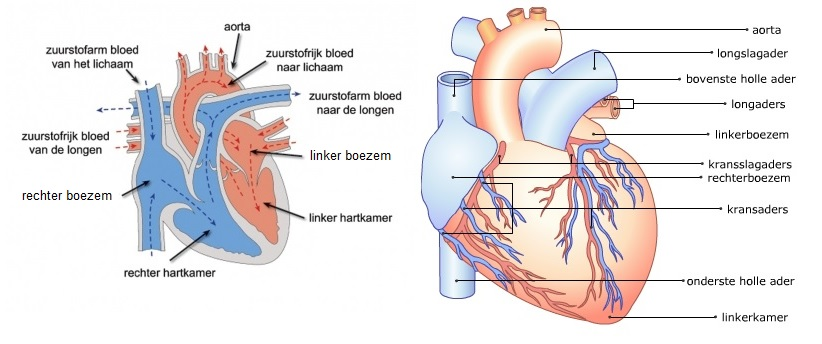 aorta
zuurstofarm bloed
van het lichaam
zuurstofrijk bloed
naar lichaam
zuurstofarm bloed
naar de longen
zuurstofrijk bloed
van de longen
linker boezem
rechter boezem
linker hartkamer
rechter hartkamer
aorta
longslagader
bovenste holle ader
longaders
linkerboezem
kransslagaders
rechterboezem
kransaders
onderste holle ader
linkerkamer